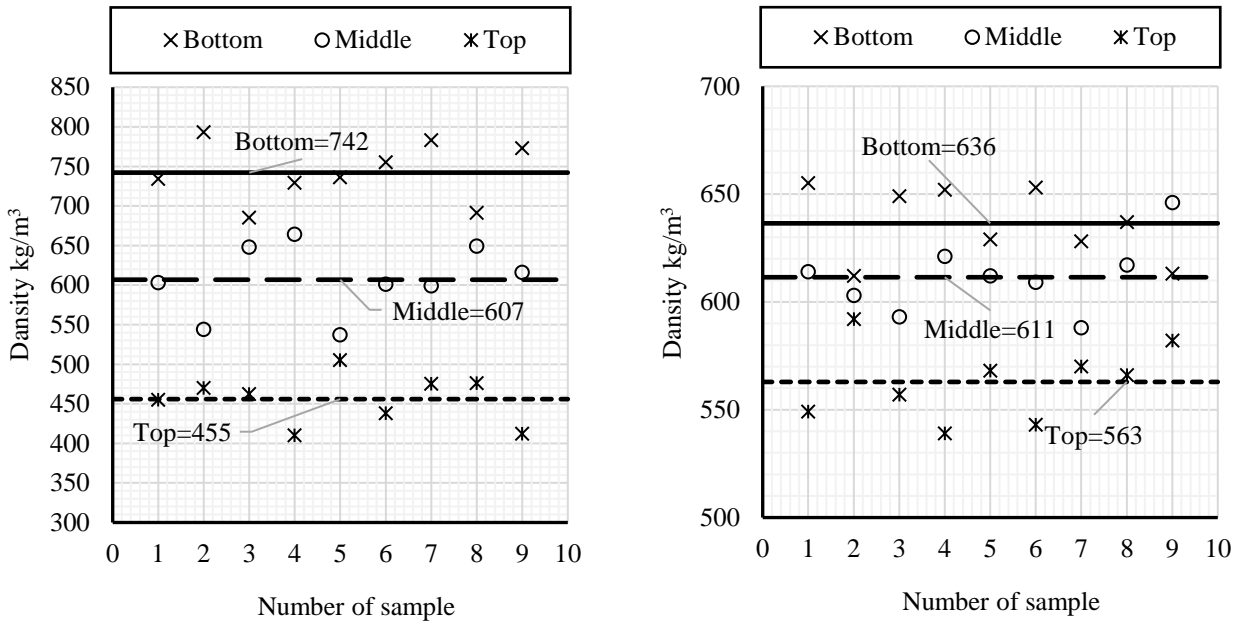 Bottom Middle Top
850
800
750
700
650
600
550
500
450
400
350
300
Dansity kg/m³
Bottom=742
Middle=607
Top=455
0 1 2 3 4 5 6 7 8 9 10
Number of sample
Bottom Middle Top
700
650
600
550
500
Dansity kg/m³
Bottom=636
Middle=611
Top=563
0 1 2 3 4 5 6 7 8 9 10
Number of sample